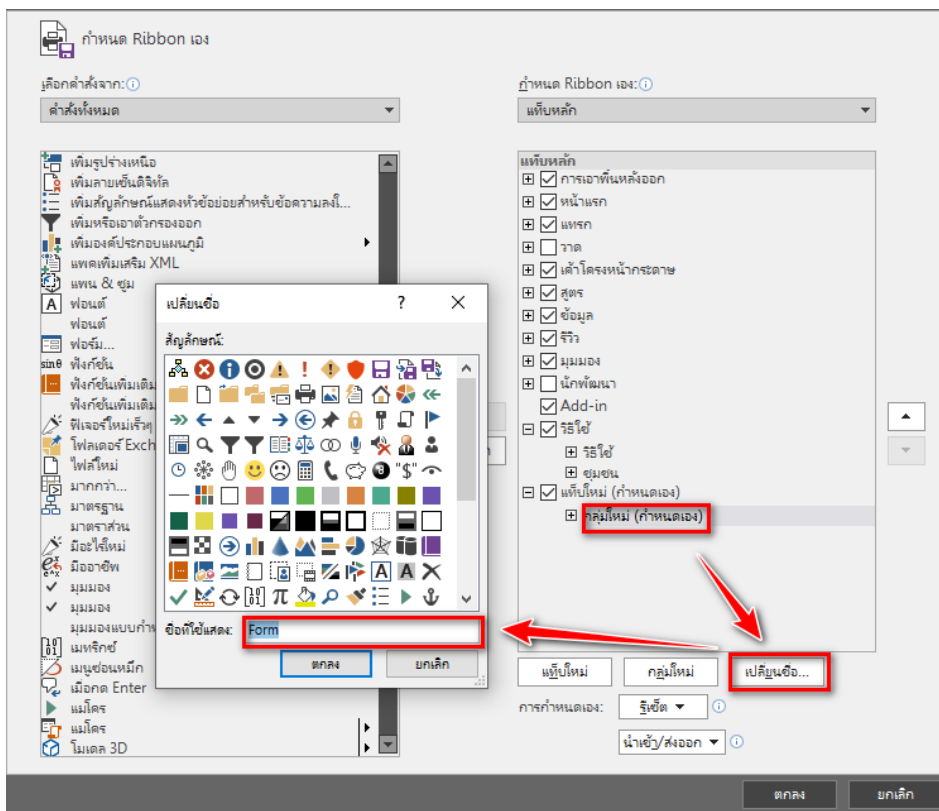 กำหนด Ribbon เอง
เลือกคำสั่งจาก:
คำสั่งทั้งหมด
เพิ่มรูปร่างเหนือ
เพิ่มลายเซ็นดิจิทัล
เพิ่มสัญลักษณ์แสดงหัวข้อย่อยสำหรับข้อความลงใ...
เพิ่มหรือเอาตัวกรองออก
เพิ่มองค์ประกอบแผนภูมิ
แพคเพิ่มเสริม XML
แพน & ซูม
ฟอนต์
ฟอนต์
ฟอร์ม...
ฟังก์ชัน
ฟังก์ชันเพิ่มเติม
ฟังก์ชันเพิ่มเติม
ฟีเจอร์ใหม่เร็วๆ
โฟลเดอร์ Exch
ไฟล์ใหม่
มากกว่า...
มาตรฐาน
มาตราส่วน
มีอะไรใหม่
มืออาชีพ
มุมมอง
มุมมอง
มุมมองแบบกำห
เมทริกซ์
เมนูซ่อนหมึก
เมื่อกด Enter
แมโคร
แมโคร
โมเดล 3D
เปลี่ยนชื่อ
สัญลักษณ์:
ชื่อที่ใช้แสดง: Form
ตกลง ยกเลิก
กำหนด Ribbon เอง:
แท็บหลัก
แท็บหลัก
การเอาพื้นหลังออก
หน้าแรก
แทรก
วาด
เค้าโครงหน้ากระดาษ
สูตร
ข้อมูล
รีวิว
มุมมอง
นักพัฒนา
Add-in
วิธีใช้
วิธีใช้
ชุมชน
แท็บใหม่ (กำหนดเอง)
กลุ่มใหม่ (กำหนดเอง)
แท็บใหม่ กลุ่มใหม่ เปลี่ยนชื่อ...
การกำหนดเอง: รีเซ็ต
นำเข้า/ส่งออก
ตกลง ยกเลิก